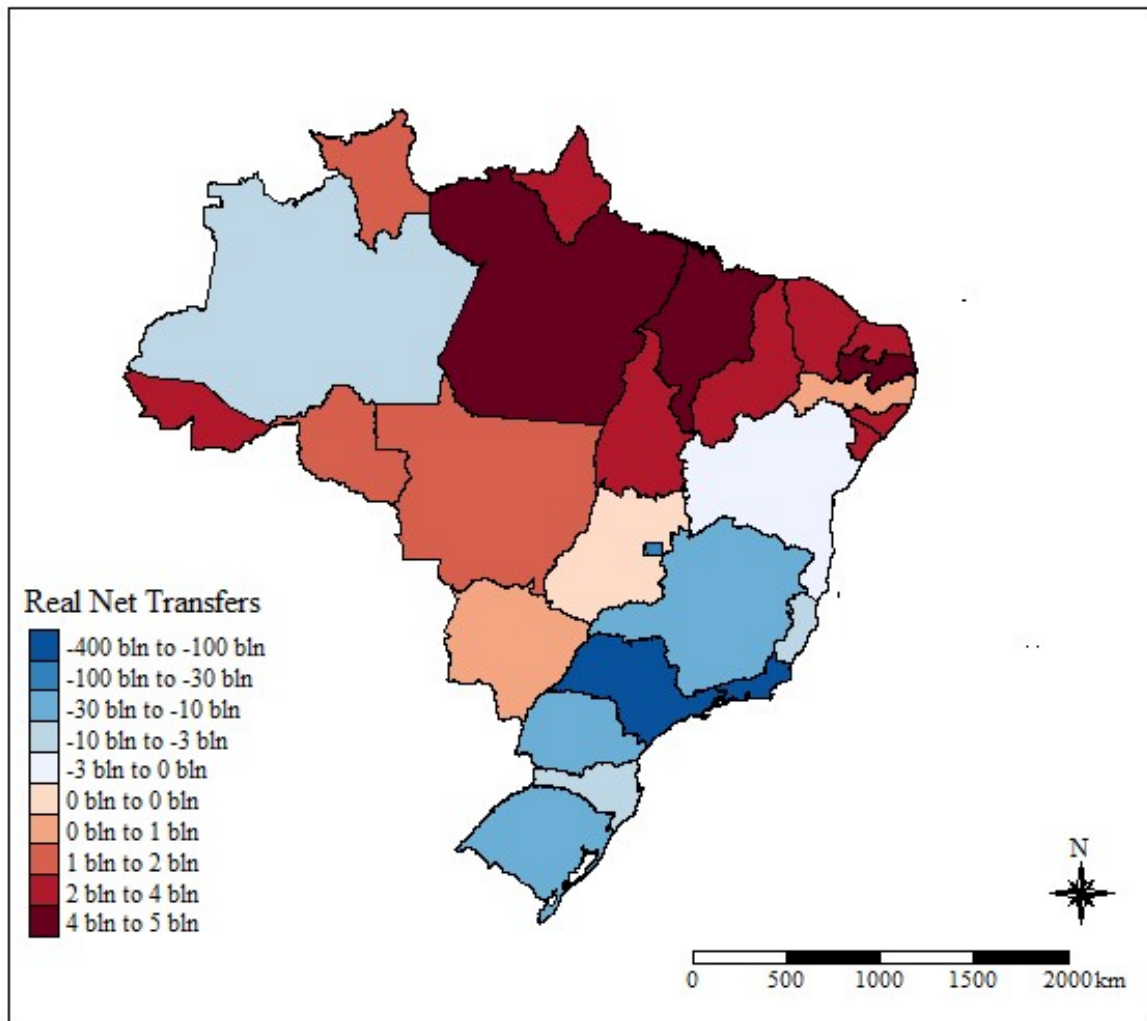 Real Net Transfers
-400 bln to -100 bln
-100 bln to -30 bln
-30 bln to -10 bln
-10 bln to -3 bln
-3 bln to 0 bln
0 bln to 0 bln
0 bln to 1 bln
1 bln to 2 bln
2 bln to 4 bln
4 bln to 5 bln
N
0 500 1000 1500 2000km